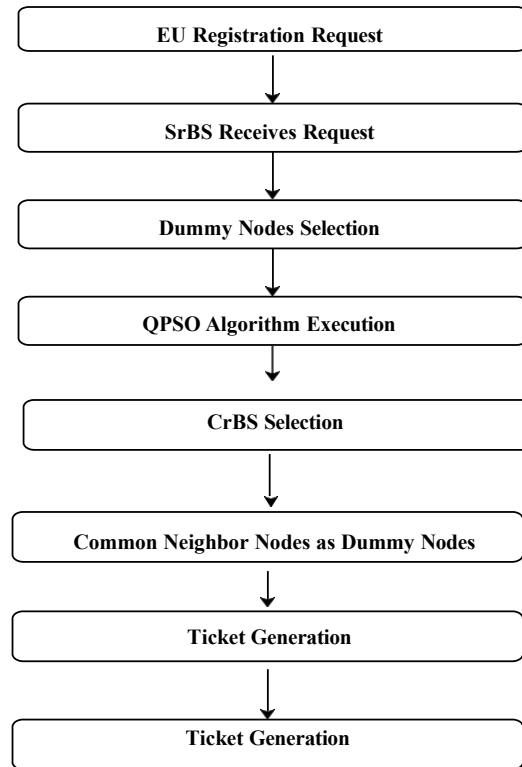 EU Registration Request
SrBS Receives Request
Dummy Nodes Selection
QPSO Algorithm Execution
CrBS Selection
Common Neighbor Nodes as Dummy Nodes
Ticket Generation
Ticket Generation